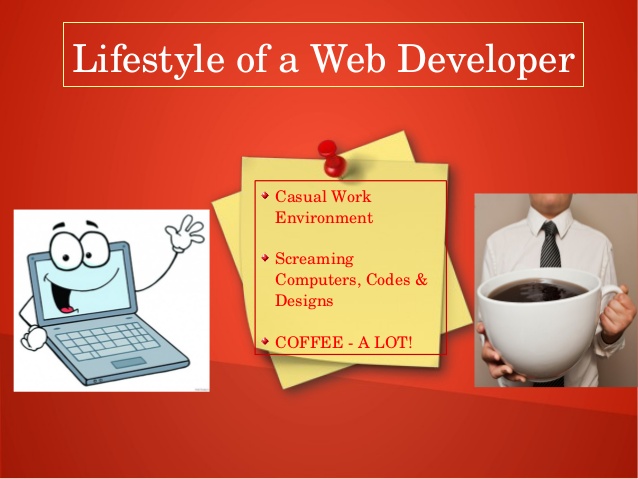 Lifestyle of a Web Developer
Casual Work
Environment
Screaming
Computers, Codes &
Designs
COFFEE - A LOT!